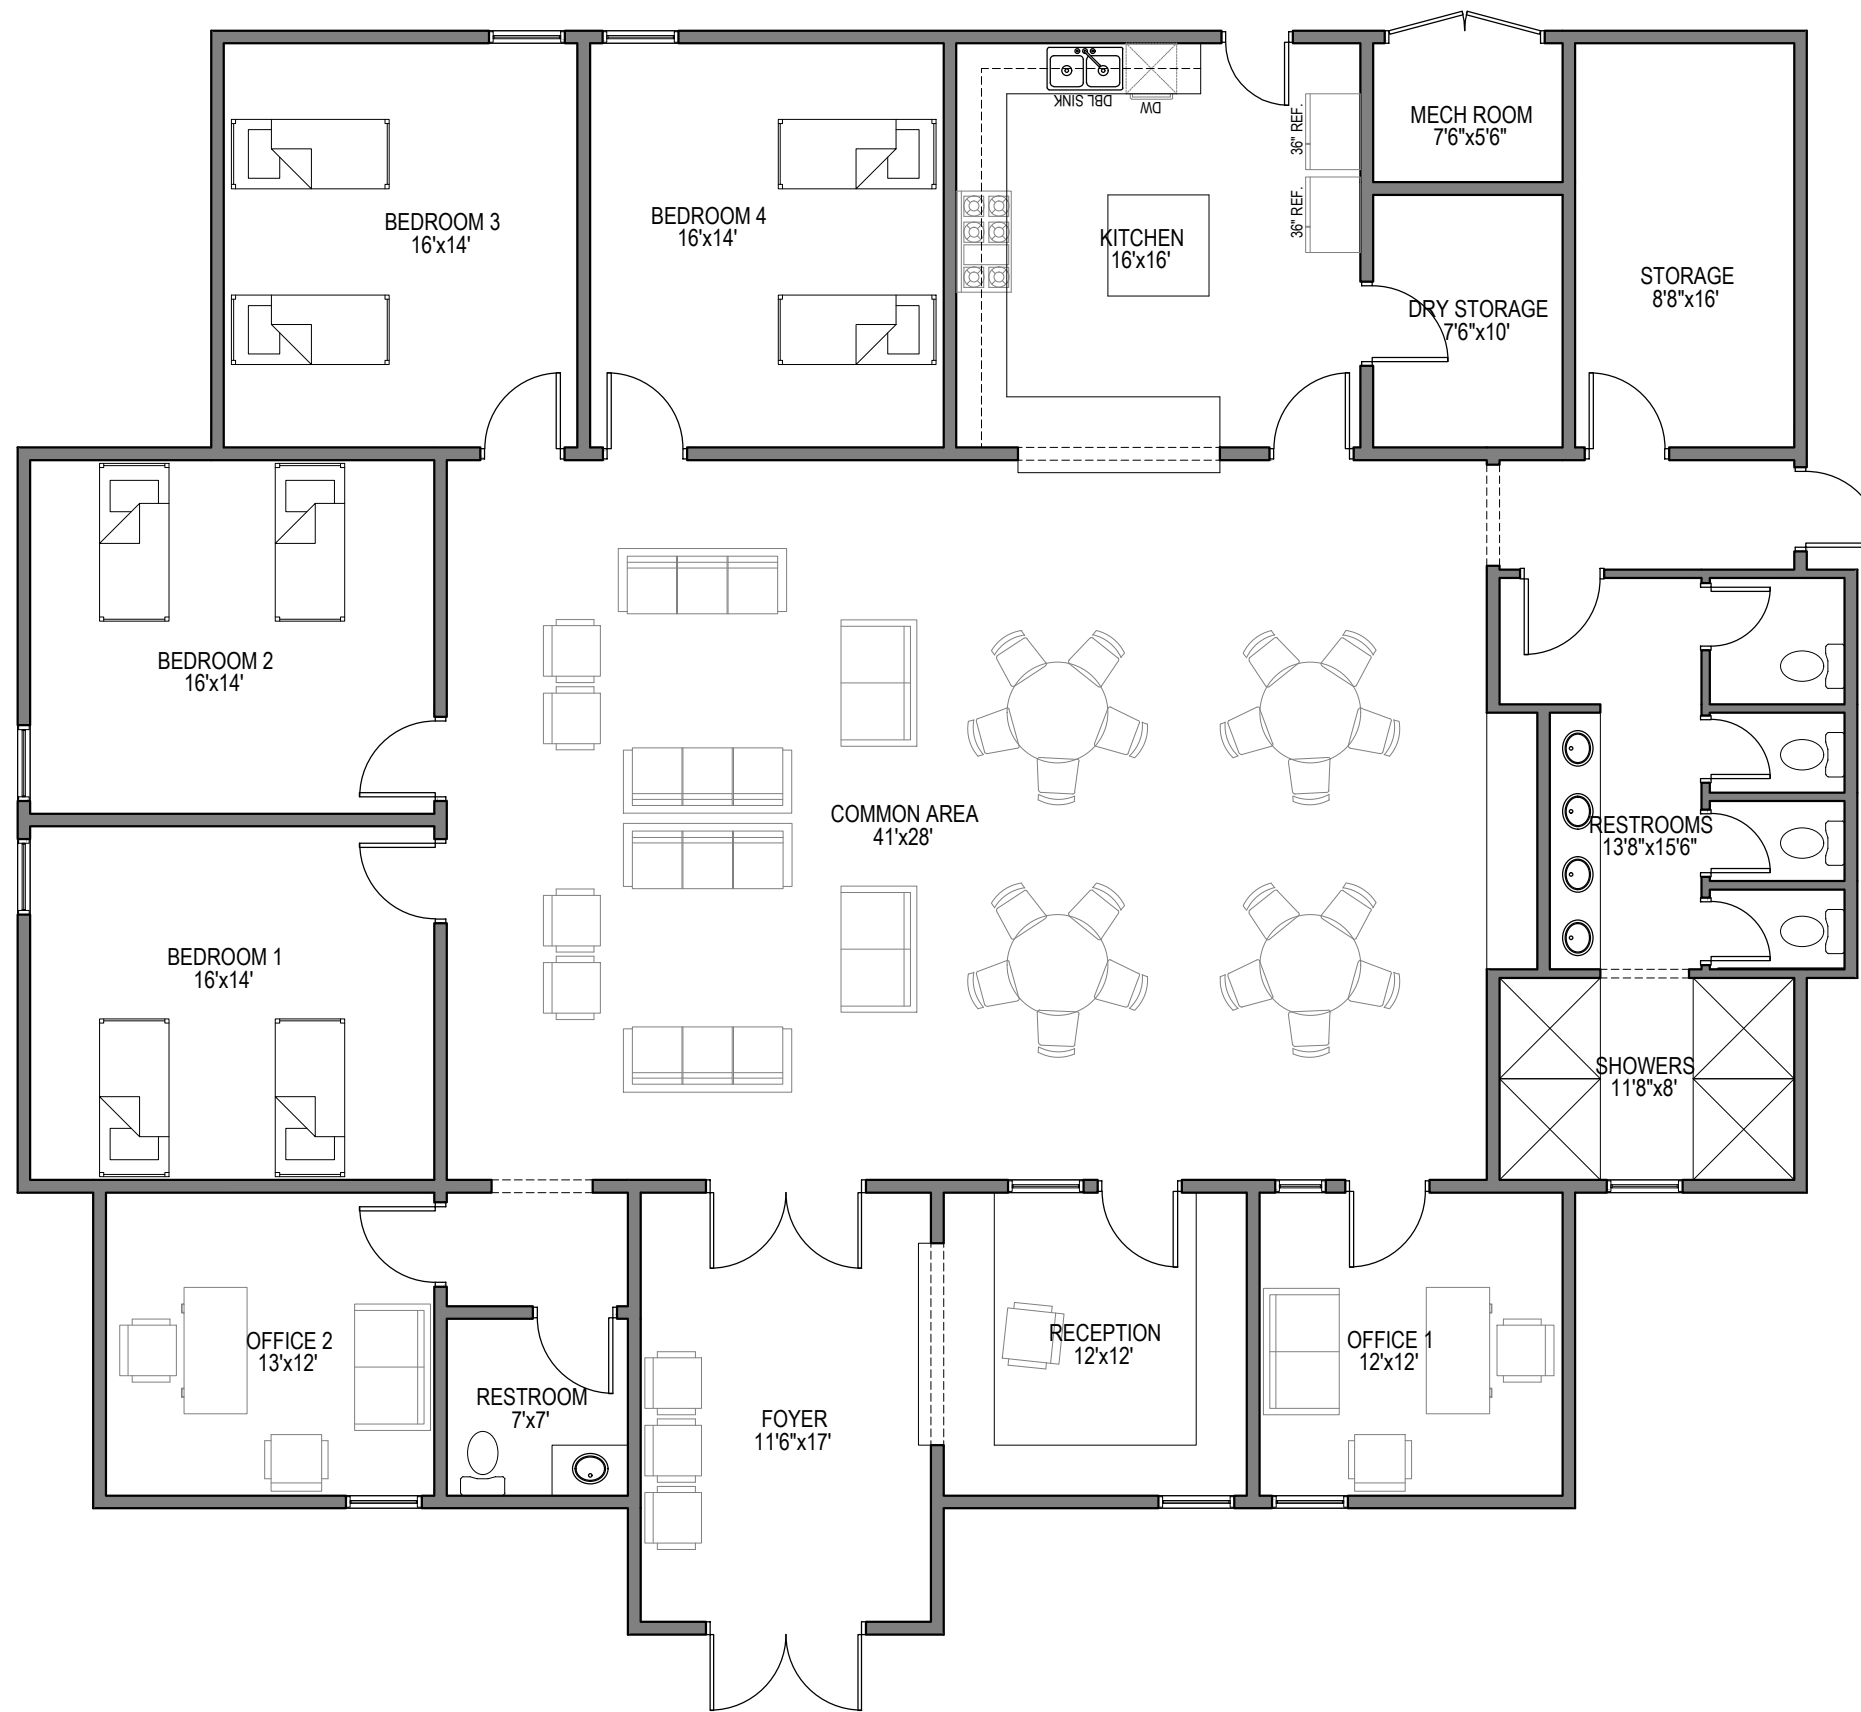 DBL SINK
DW
36" REF.
36" REF.
MECH ROOM
7'6"x5'6"
BEDROOM 3
16'x14'
BEDROOM 4
16'x14'
KITCHEN
16'x16'
STORAGE
8'8"x16'
DRY STORAGE
7'6"x10'
BEDROOM 2
16'x14'
COMMON AREA
41'x28'
RESTROOMS
13'8"x15'6"
BEDROOM 1
16'x14'
SHOWERS
11'8"x8'
OFFICE 2
13'x12'
RECEPTION
12'x12'
OFFICE 1
12'x12'
RESTROOM
7'x7'
FOYER
11'6"x17'